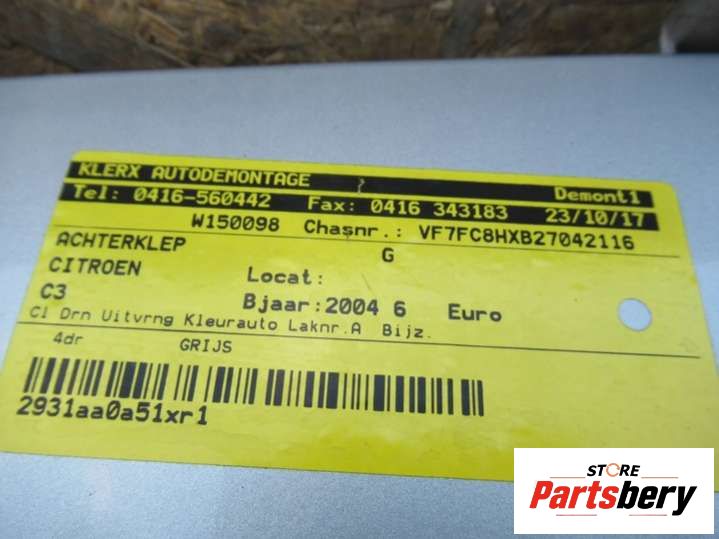 KLERX AUTODEMONTAGE Demont1
Tel: 0416-560442 Fax: 0416 343183 23/10/17
W150098 Chasnr.: VF7FC8HXB27042116
ACHTERKLEP G
CITROEN Locat:
C3 Bjaar:2004 6 Euro
Cl Drn Uitvrng Kleurauto Laknr.A Bijz.
4dr GRIJS
2931aa0a51xr1
STORE
Partsbery